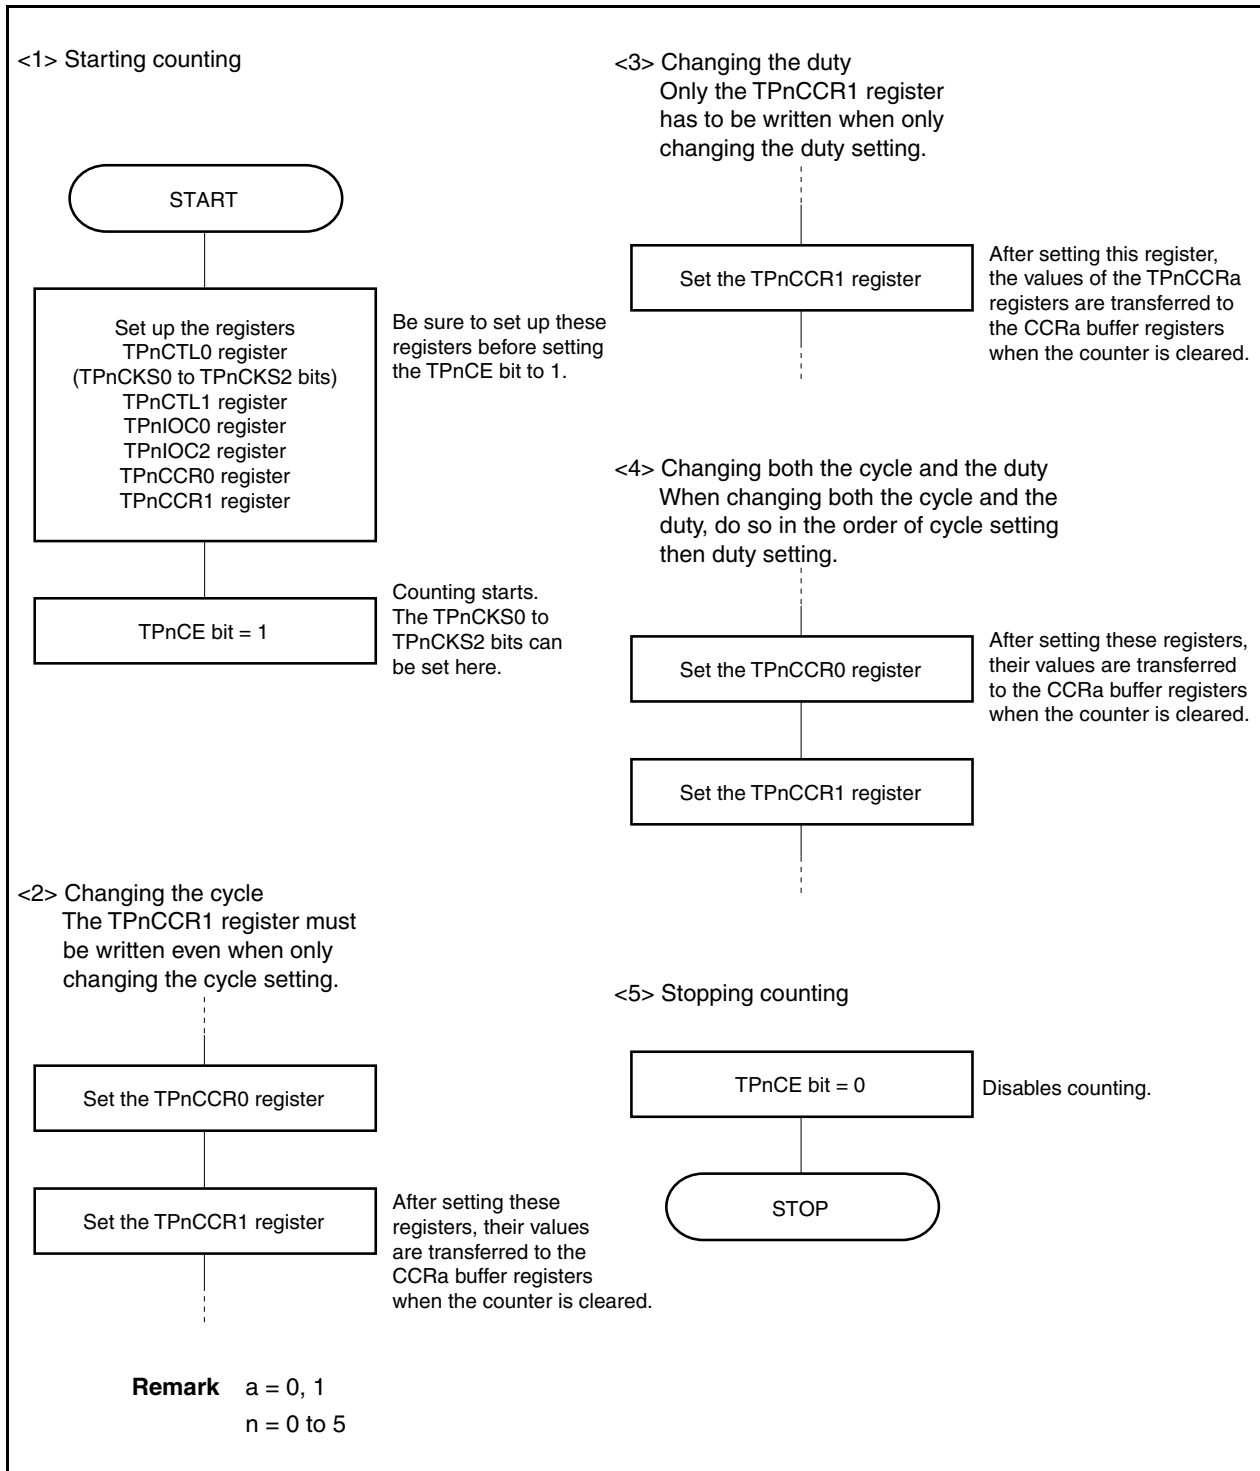 <1> Starting counting
START
Set up the registers
TPnCTL0 register
(TPnCKS0 to TPnCKS2 bits)
TPnCTL1 register
TPnIOC0 register
TPnIOC2 register
TPnCCR0 register
TPnCCR1 register
Be sure to set up these
registers before setting
the TPnCE bit to 1.
TPnCE bit = 1
Counting starts.
The TPnCKS0 to
TPnCKS2 bits can
be set here.
<2> Changing the cycle
The TPnCCR1 register must
be written even when only
changing the cycle setting.
Set the TPnCCR0 register
Set the TPnCCR1 register
After setting these
registers, their values
are transferred to the
CCRa buffer registers
when the counter is cleared.
<3> Changing the duty
Only the TPnCCR1 register
has to be written when only
changing the duty setting.
Set the TPnCCR1 register
After setting this register,
the values of the TPnCCRa
registers are transferred to
the CCRa buffer registers
when the counter is cleared.
<4> Changing both the cycle and the duty
When changing both the cycle and the
duty, do so in the order of cycle setting
then duty setting.
Set the TPnCCR0 register
After setting these registers,
their values are transferred
to the CCRa buffer registers
when the counter is cleared.
Set the TPnCCR1 register
<5> Stopping counting
TPnCE bit = 0
Disables counting.
STOP
Remark a = 0, 1
n = 0 to 5